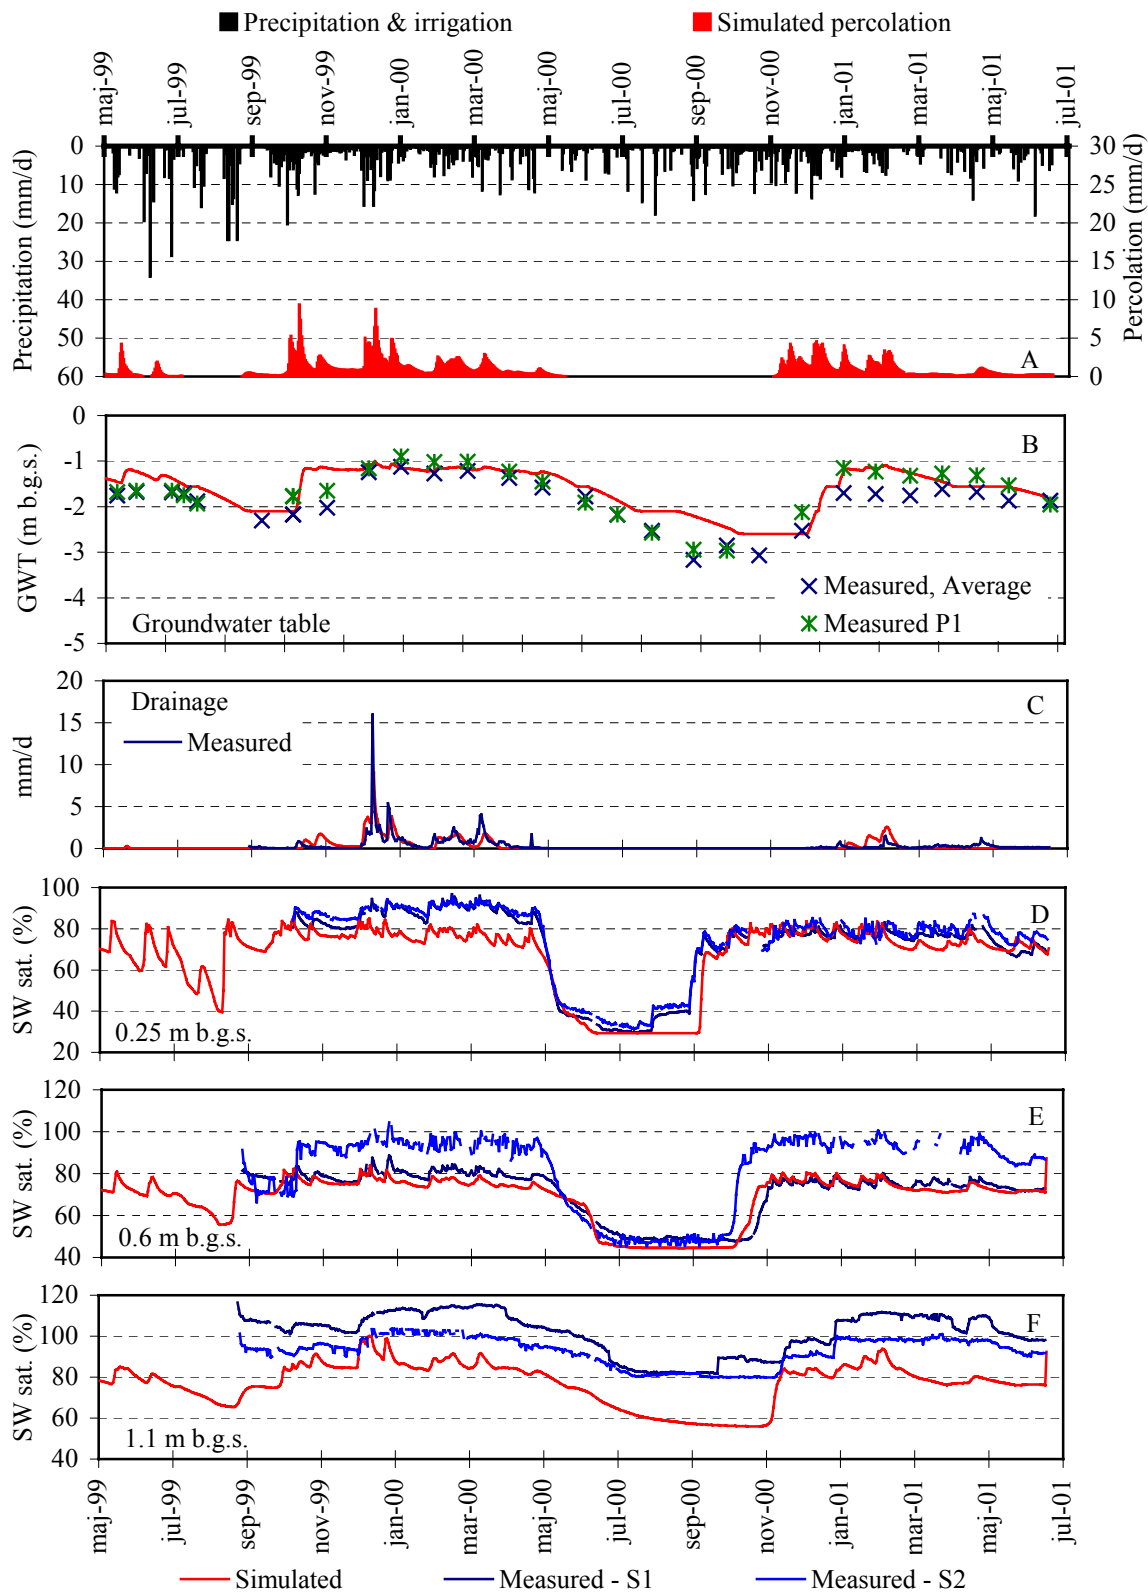 Precipitation & irrigation Simulated percolation
maj-99 jul-99 sep-99 nov-99 jan-00 mar-00 maj-00 jul-00 sep-00 nov-00 jan-01 mar-01 maj-01 jul-01
Precipitation (mm/d)
0
10
20
30
40
50
60
30
25
20
15
10
5
0
Percolation (mm/d)
A
GWT (m b.g.s.)
0
-1
-2
-3
-4
-5
B
Measured, Average
Measured P1
Groundwater table
mm/d
20
15
10
5
0
Drainage
Measured
C
SW sat. (%)
100
80
60
40
20
D
0.25 m b.g.s.
SW sat. (%)
120
100
80
60
40
E
0.6 m b.g.s.
SW sat. (%)
120
100
80
60
40
F
1.1 m b.g.s.
maj-99 jul-99 sep-99 nov-99 jan-00 mar-00 maj-00 jul-00 sep-00 nov-00 jan-01 mar-01 maj-01 jul-01
Simulated Measured - S1 Measured - S2